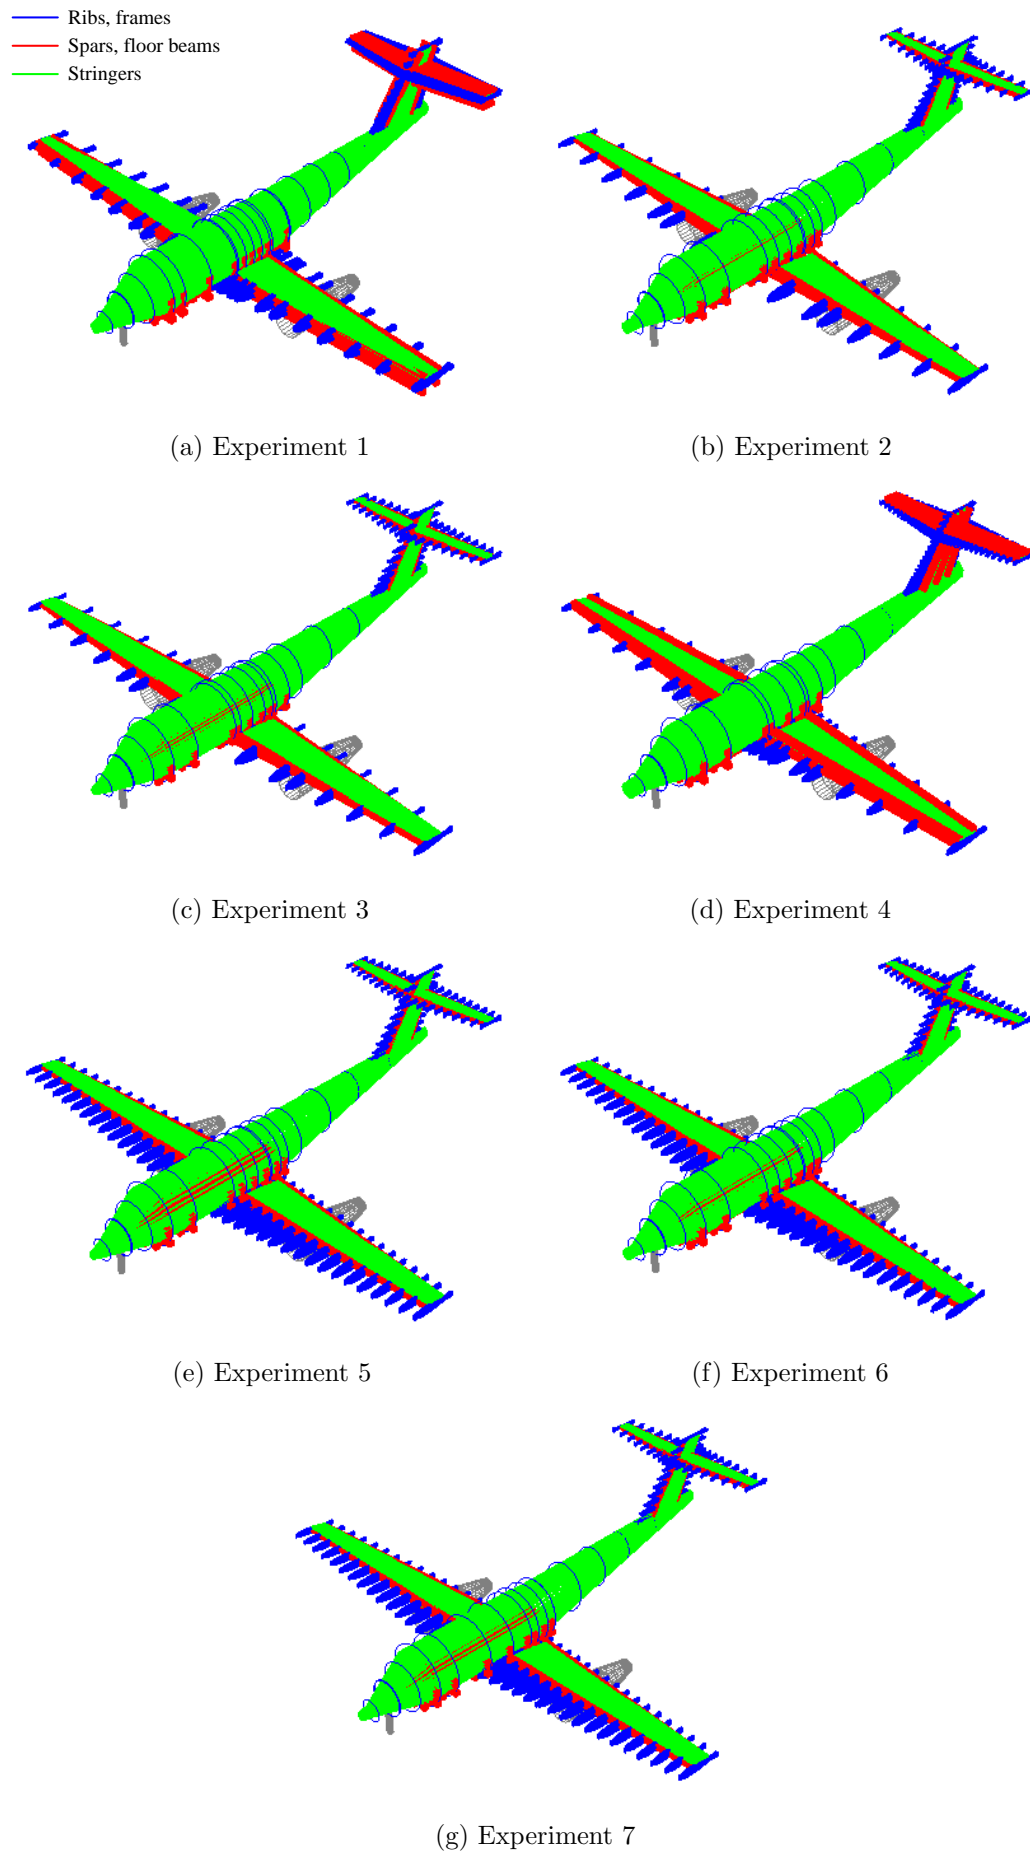 Ribs, frames
Spars, floor beams
Stringers
(a) Experiment 1
(b) Experiment 2
(c) Experiment 3
(d) Experiment 4
(e) Experiment 5
(f) Experiment 6
(g) Experiment 7